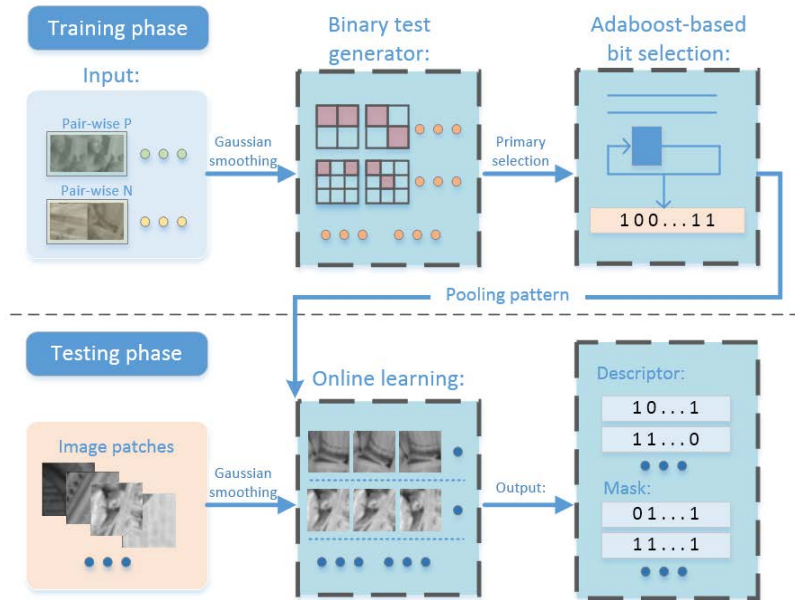 Training phase
Input:
Pair-wise P
Pair-wise N
Gaussian
smoothing
Binary test
generator:
Primary
selection
Adaboost-based
bit selection:
100...11
Pooling pattern
Testing phase
Image patches
Gaussian
smoothing
Online learning:
Output:
Descriptor:
10...1
11...0
Mask:
01...1
11...1